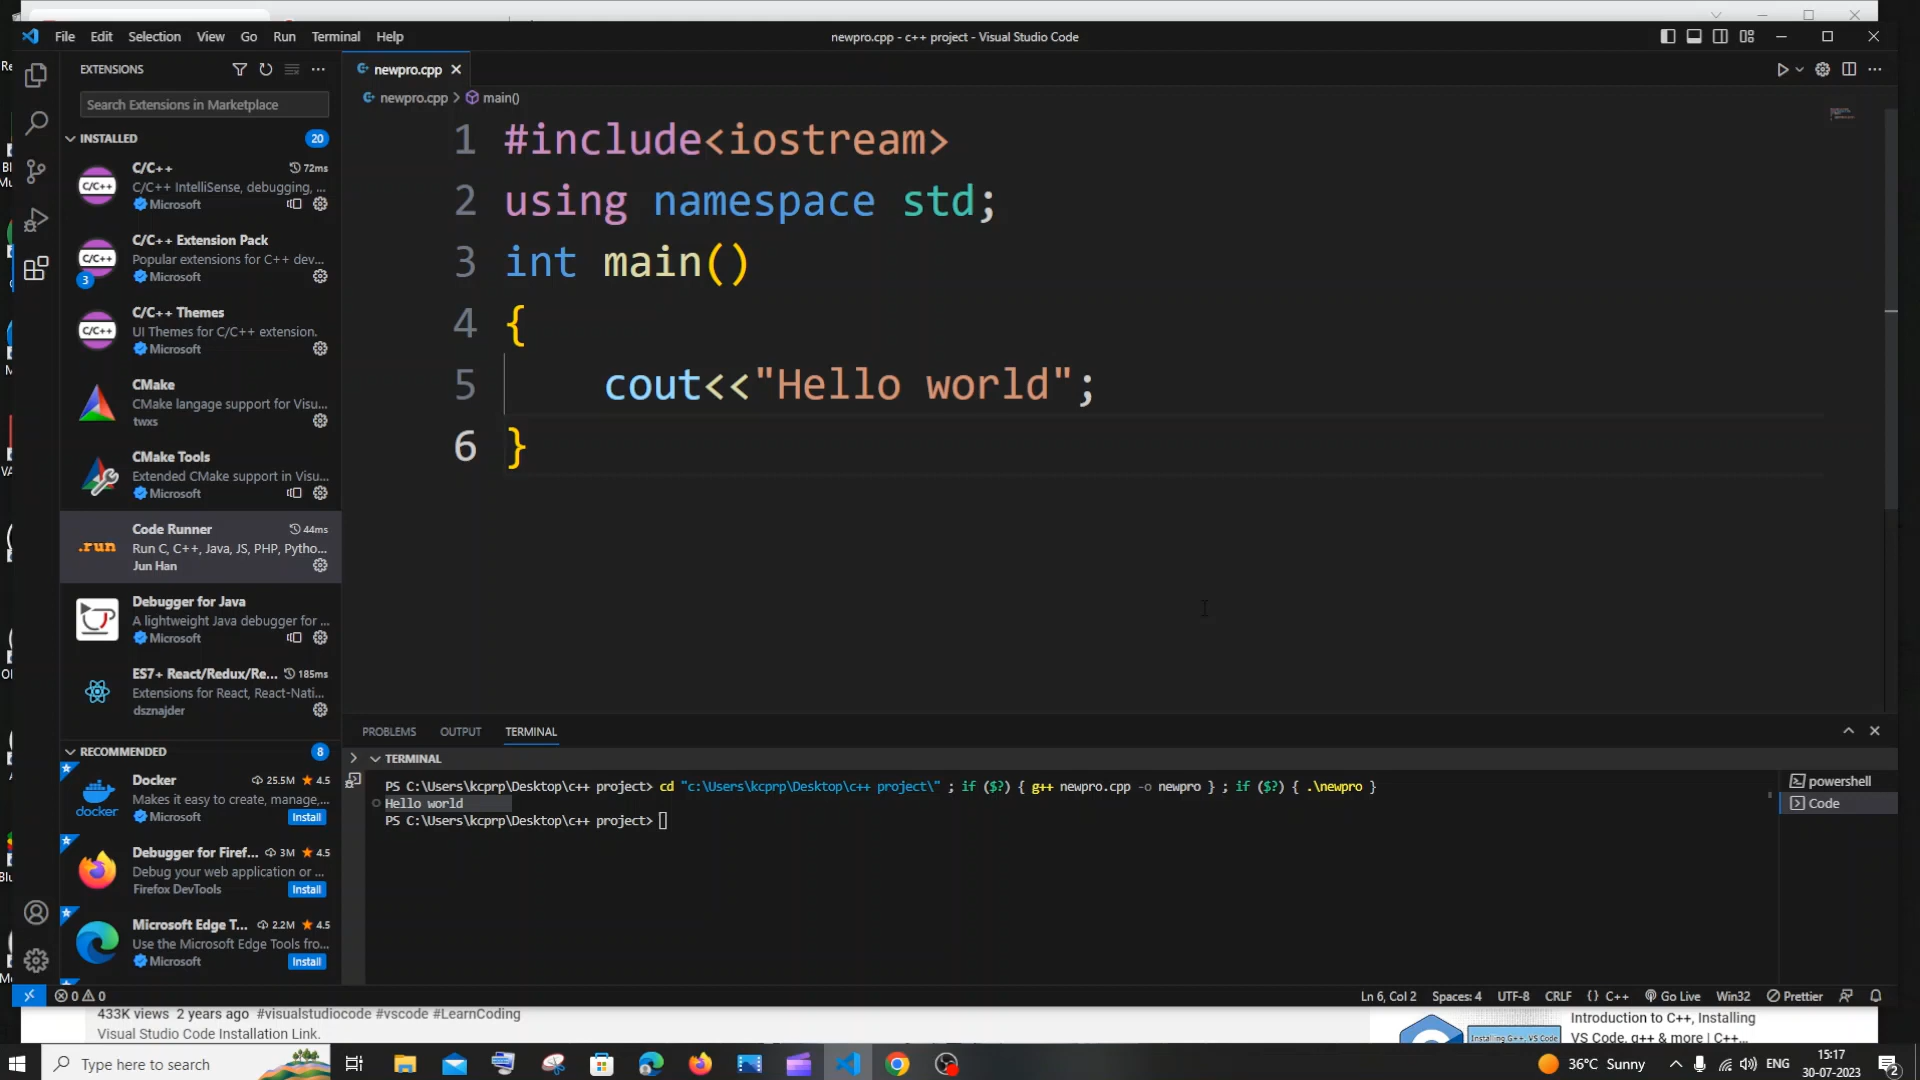 File Edit Selection View Go Run Terminal Help
newpro.cpp - c++ project - Visual Studio Code
EXTENSIONS
Search Extensions in Marketplace
INSTALLED 20
C/C++ 72ms
C/C++ IntelliSense, debugging, ...
Microsoft
C/C++ Extension Pack
Popular extensions for C++ dev...
3 Microsoft
C/C++ Themes
UI Themes for C/C++ extension.
Microsoft
CMake
CMake langage support for Visu...
twxs
CMake Tools
Extended CMake support in Visu...
Microsoft
.run
Code Runner 44ms
Run C, C++, Java, JS, PHP, Pytho...
Jun Han
Debugger for Java
A lightweight Java debugger for ...
Microsoft
ES7+ React/Redux/Re... 185ms
Extensions for React, React-Nati...
dsznajder
RECOMMENDED 8
docker
Docker 25.5M 4.5
Makes it easy to create, manage,...
Microsoft Install
Debugger for Firef... 3M 4.5
Debug your web application or ...
Firefox DevTools Install
Microsoft Edge T... 2.2M 4.5
Use the Microsoft Edge Tools fro...
Microsoft Install
newpro.cpp
newpro.cpp > main()
1 #include<iostream>
2 using namespace std;
3 int main()
4 {
5 cout<<"Hello world";
6 }
PROBLEMS OUTPUT TERMINAL
TERMINAL
PS C:\Users\kcprp\Desktop\c++ project> cd "c:\Users\kcprp\Desktop\c++ project\" ; if ($?) { g++ newpro.cpp -o newpro } ; if ($?) { .\newpro }
Hello world
PS C:\Users\kcprp\Desktop\c++ project>
powershell
Code
0 0
Ln 6, Col 2 Spaces: 4 UTF-8 CRLF {} C++ Go Live Win32 Prettier
433K views 2 years ago #visualstudiocode #vscode #LearnCoding
Visual Studio Code Installation Link.
Installing G++, VS Code
Introduction to C++, Installing
VS Code, g++ & more | C++...
Type here to search
36°C Sunny
ENG
15:17
30-07-2023
2